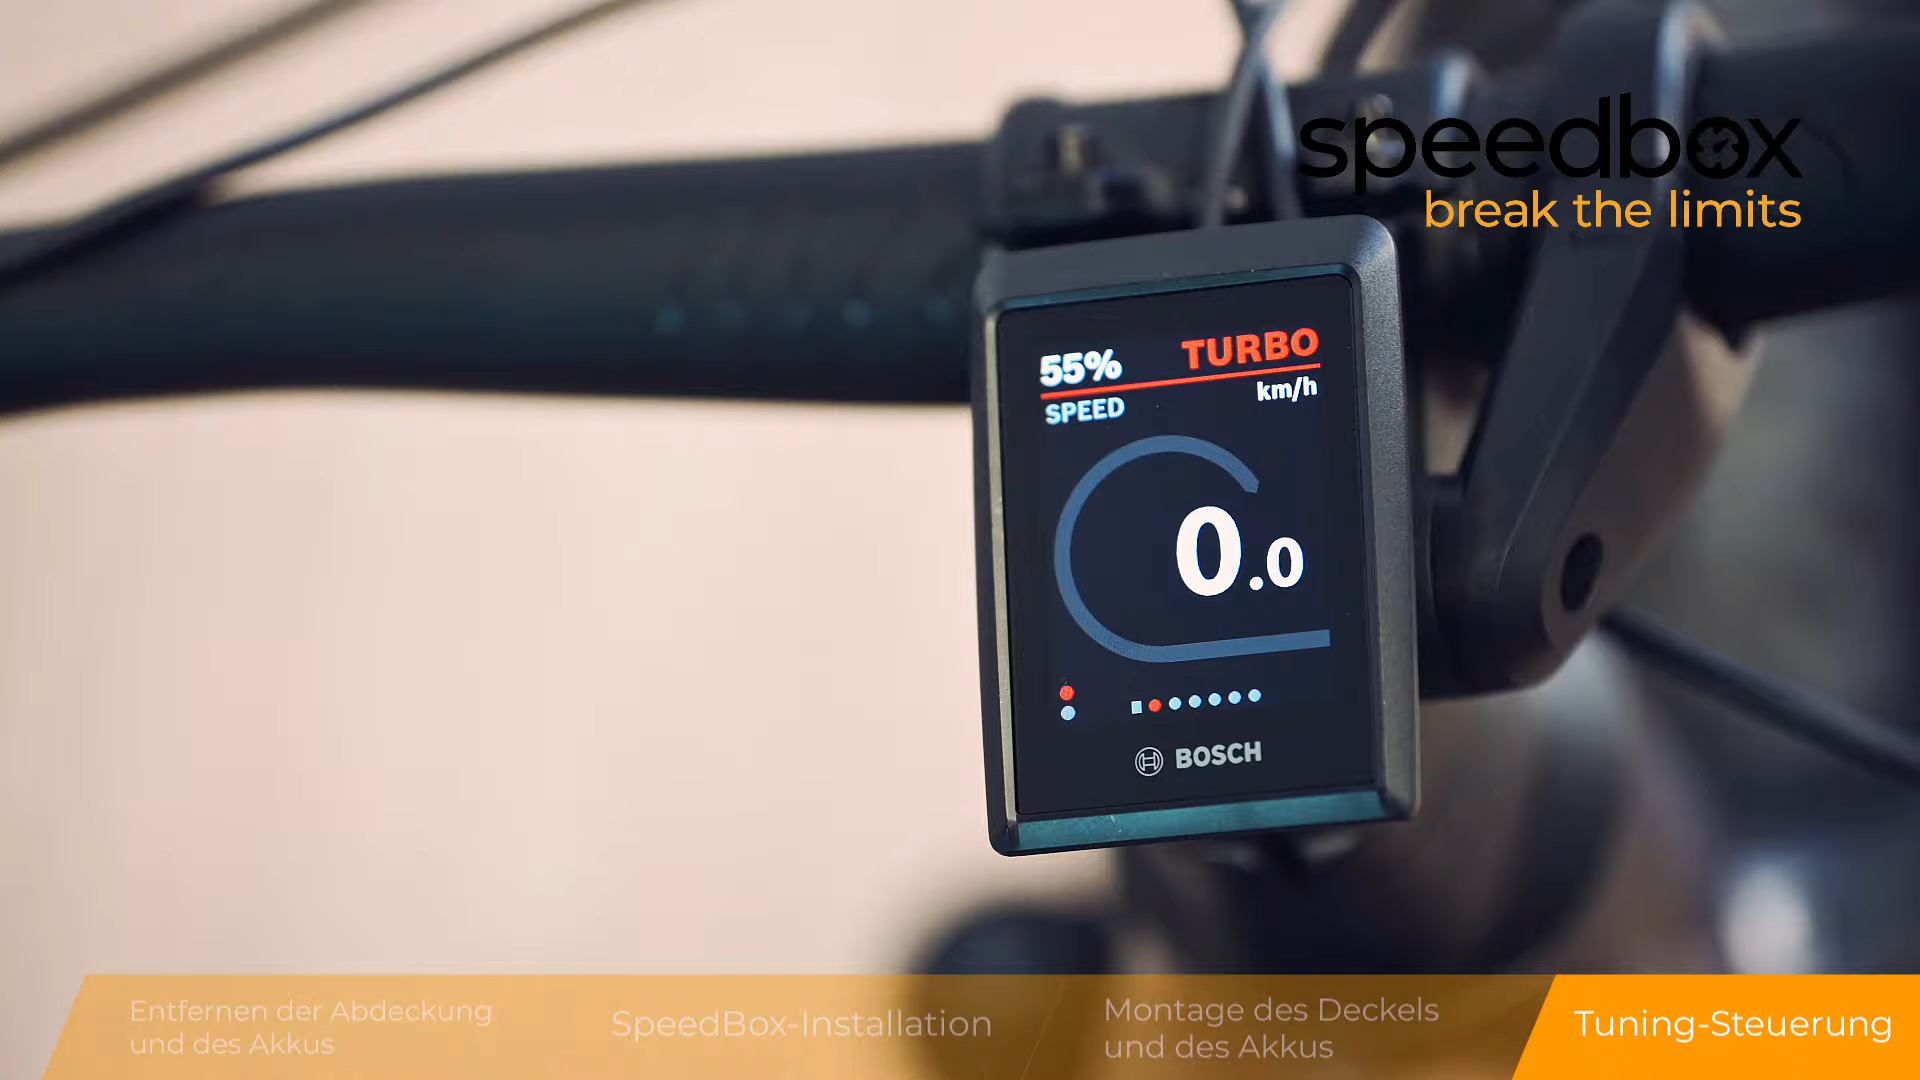 speedbox
break the limits
55% TURBO
SPEED km/h
0.0
BOSCH
Entfernen der Abdeckung
und des Akkus
SpeedBox-Installation
Montage des Deckels
und des Akkus
Tuning-Steuerung